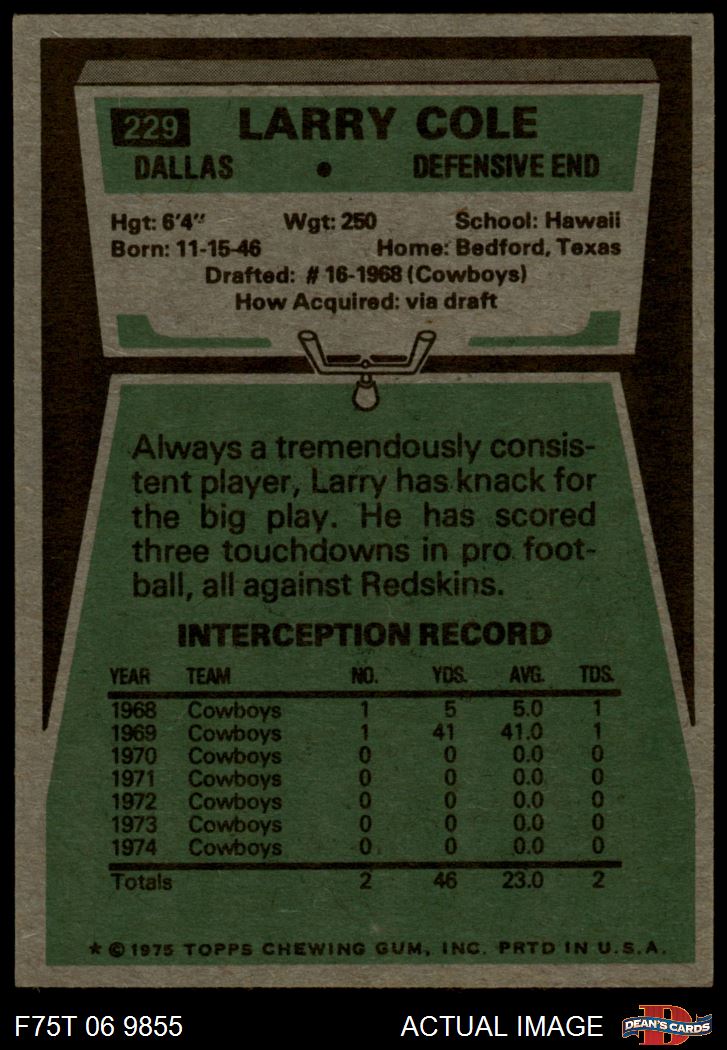 229 LARRY COLE
DALLAS • DEFENSIVE END
Hgt: 6'4" Wgt: 250 School: Hawaii
Born: 11-15-46 Home: Bedford, Texas
Drafted: #16-1968 (Cowboys)
How Acquired: via draft
Always a tremendously consis-
tent player, Larry has knack for
the big play. He has scored
three touchdowns in pro foot-
ball, all against Redskins.
INTERCEPTION RECORD
YEAR TEAM NO. YDS. AVG. TDS.
1968 Cowboys 1 5 5.0 1
1969 Cowboys 1 41 41.0 1
1970 Cowboys 0 0 0.0 0
1971 Cowboys 0 0 0.0 0
1972 Cowboys 0 0 0.0 0
1973 Cowboys 0 0 0.0 0
1974 Cowboys 0 0 0.0 0
Totals 2 46 23.0 2
★ © 1975 TOPPS CHEWING GUM, INC. PRTD IN U.S.A.
F75T 06 9855 ACTUAL IMAGE D DEAN'S CARDS